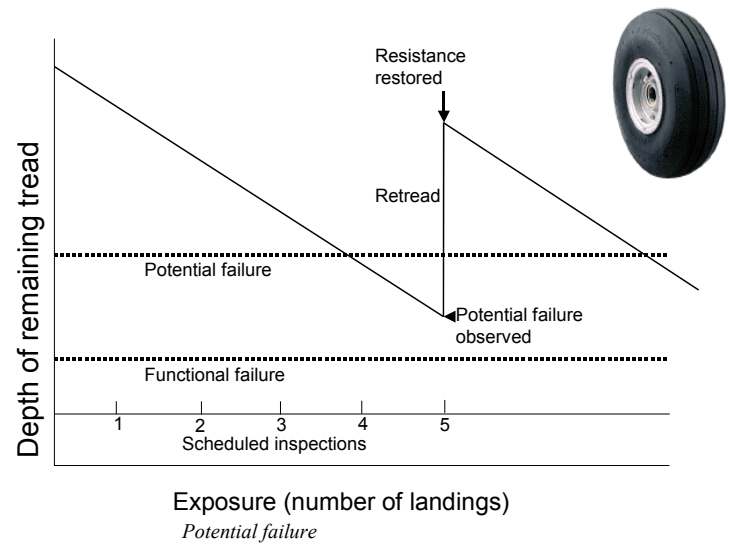 Resistance
restored
Depth of remaining tread
Retread
Potential failure
Potential failure
observed
Functional failure
1 2 3 4 5
Scheduled inspections
Exposure (number of landings)
Potential failure